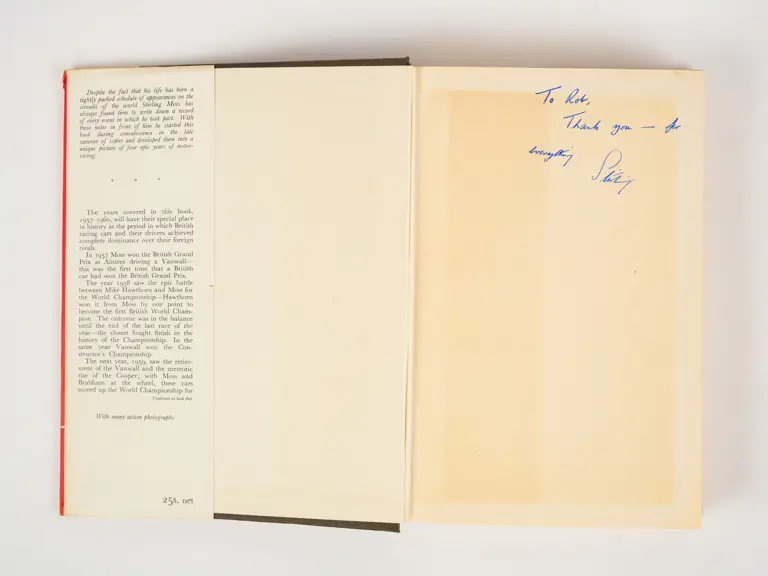 Despite the fact that his life has been a
tightly packed schedule of appearances on the
circuits of the world Stirling Moss has
always found time to write down a record
of every event in which he took part. With
these notes in front of him he started this
book during convalescence in the late
summer of 1960 and developed them into a
unique picture of four epic years of motor-
racing.
* * *
The years covered in this book,
1957–1960, will have their special place
in history as the period in which British
racing cars and their drivers achieved
complete dominance over their foreign
rivals.
In 1957 Moss won the British Grand
Prix at Aintree driving a Vanwall—
this was the first time that a British
car had won the British Grand Prix.
The year 1958 saw the epic battle
between Mike Hawthorn and Moss for
the World Championship—Hawthorn
won it from Moss by one point to
become the first British World Cham-
pion. The outcome was in the balance
until the end of the last race of the
year—the closest fought finish in the
history of the Championship. In the
same year Vanwall won the Con-
structor's Championship.
The next year, 1959, saw the retire-
ment of the Vanwall and the meteoric
rise of the Cooper; with Moss and
Brabham at the wheel, these cars
scored up the World Championship for
Continued on back flap
With many action photographs
25s. net
To Rob,
Thank you — for
everything
Stirling